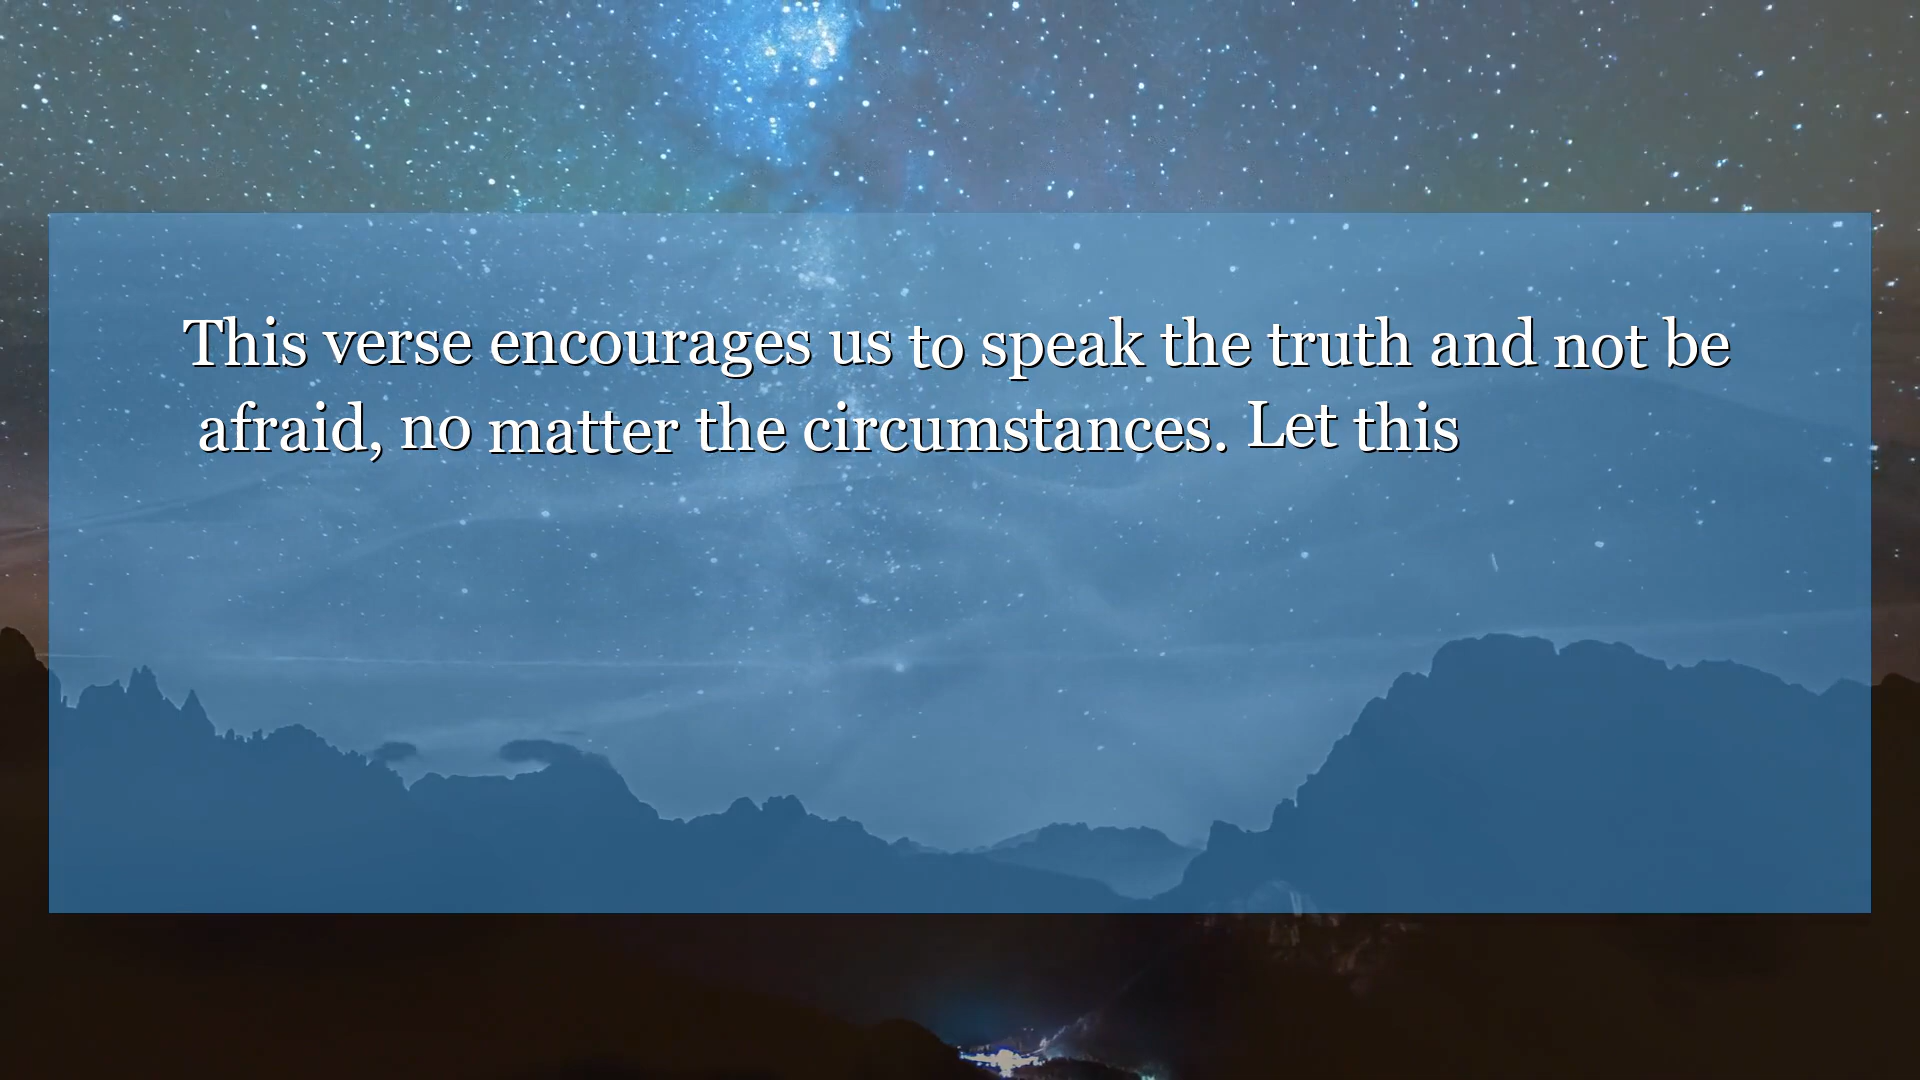 This verse encourages us to speak the truth and not be
afraid, no matter the circumstances. Let this